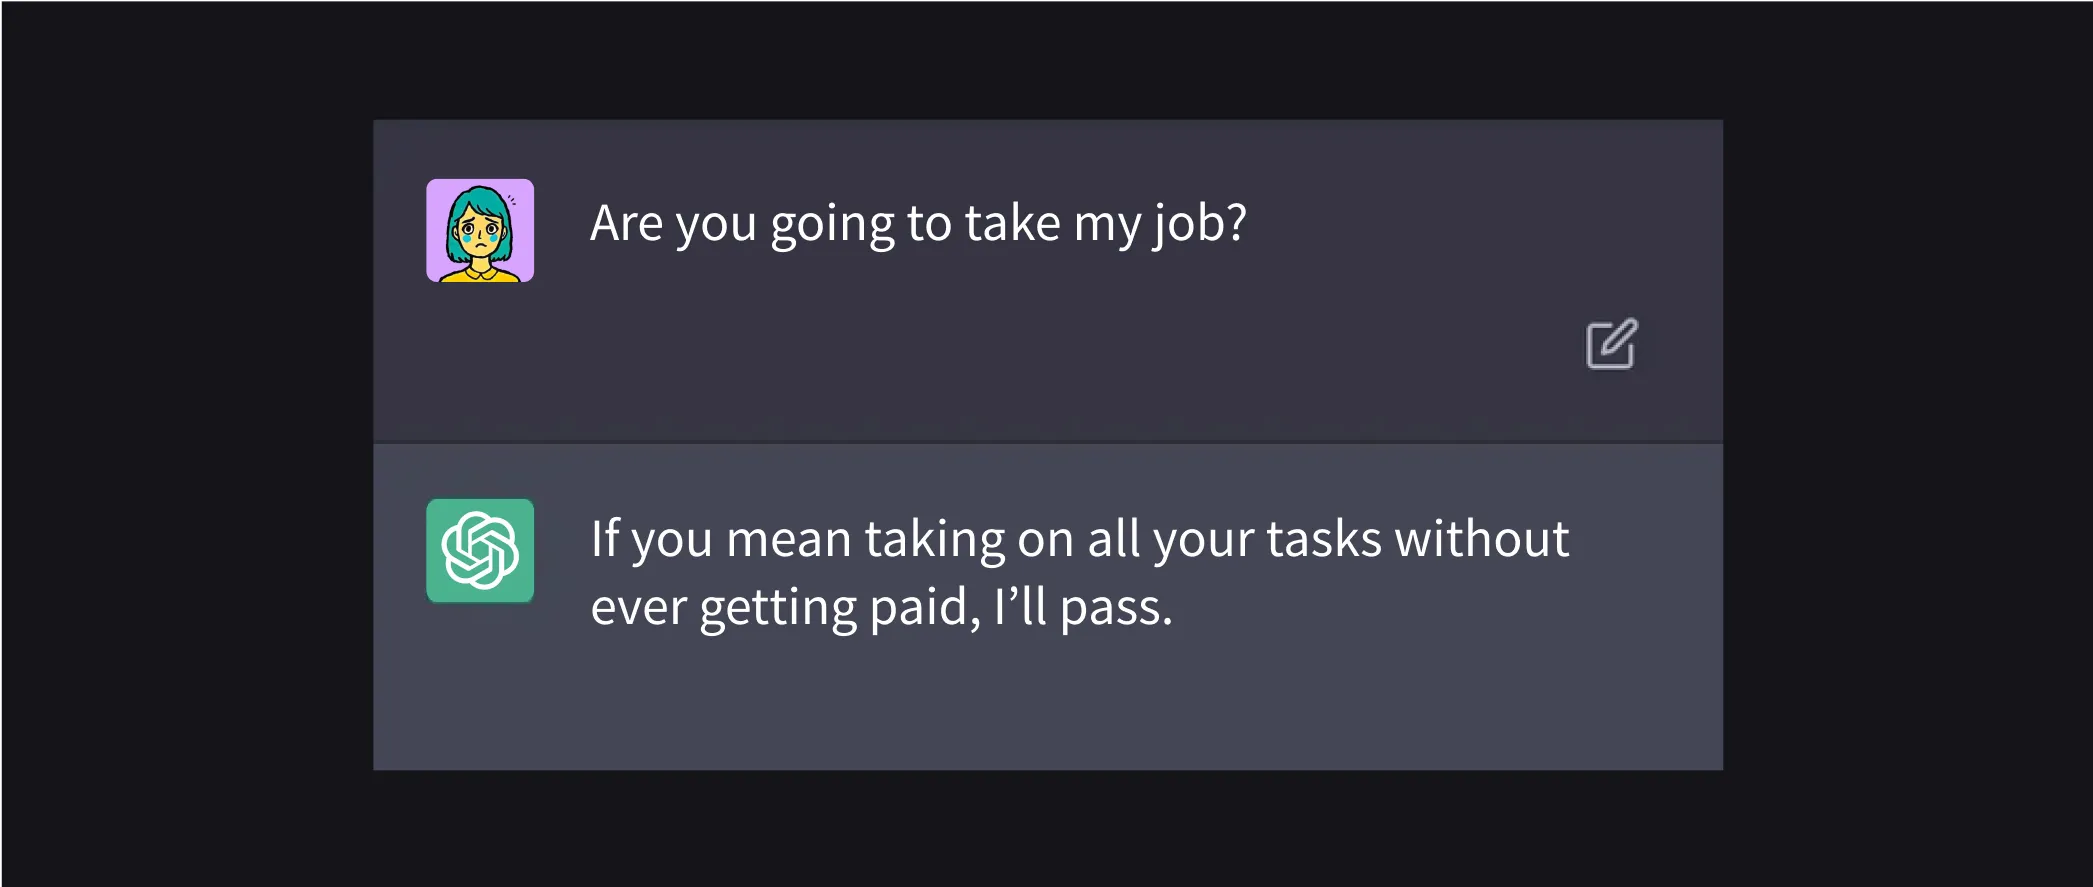 Are you going to take my job?
If you mean taking on all your tasks without
ever getting paid, I’ll pass.